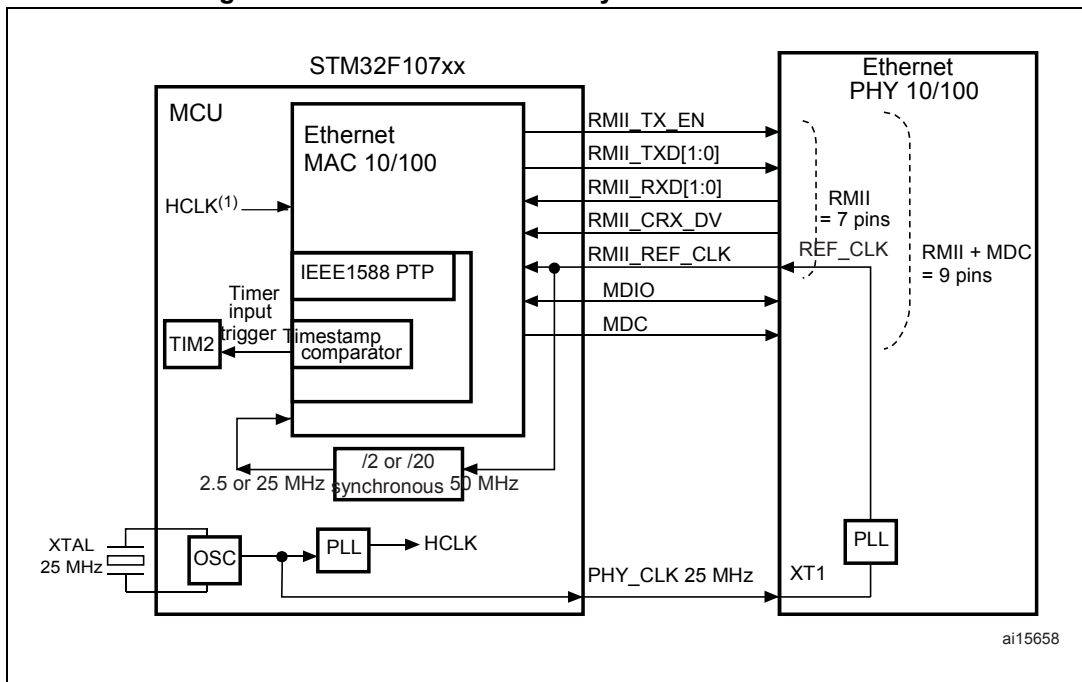 STM32F107xx
MCU
Ethernet
MAC 10/100
HCLK(1)
IEEE1588 PTP
Timer
input
trigger
Timestamp
comparator
TIM2
/2 or /20
synchronous
2.5 or 25 MHz
50 MHz
XTAL
25 MHz
OSC
PLL
HCLK
RMII_TX_EN
RMII_TXD[1:0]
RMII_RXD[1:0]
RMII_CRX_DV
RMII_REF_CLK
MDIO
MDC
PHY_CLK 25 MHz
Ethernet
PHY 10/100
RMII
= 7 pins
REF_CLK
RMII + MDC
= 9 pins
PLL
XT1
ai15658